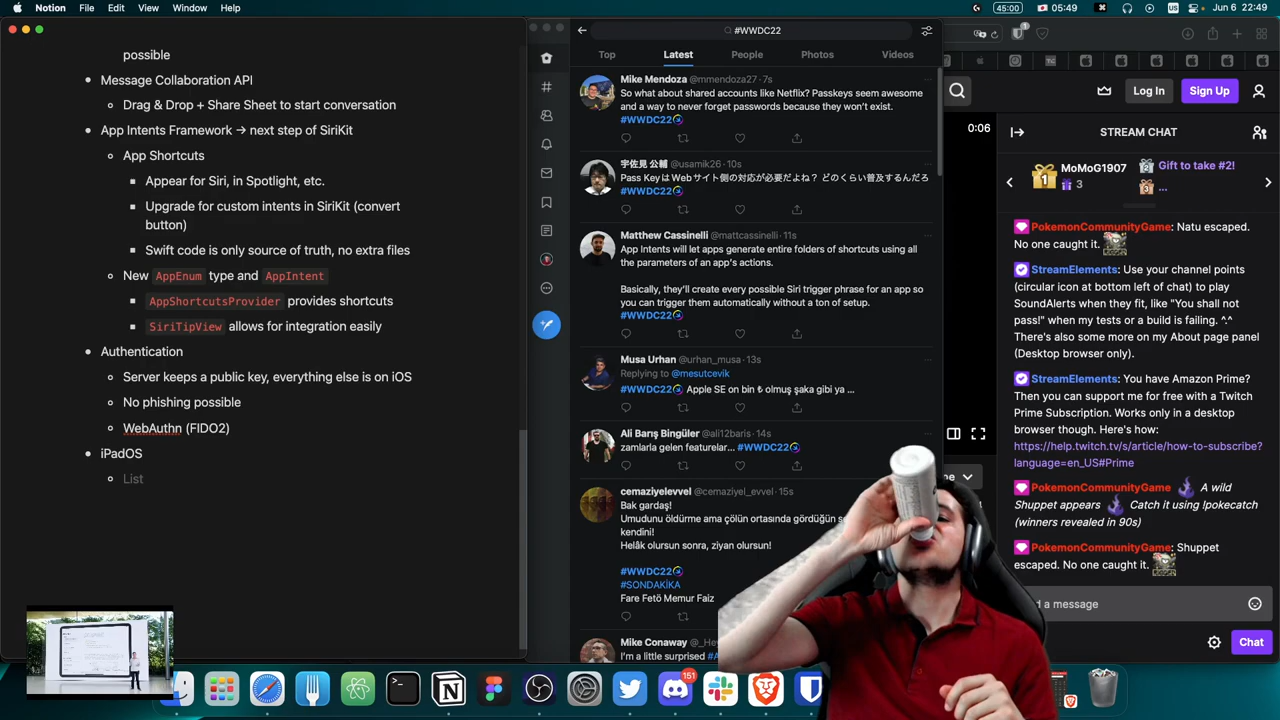 Notion File Edit View Window Help
45:00 05:49 US Jun 6 22:49
possible
Message Collaboration API
Drag & Drop + Share Sheet to start conversation
App Intents Framework → next step of SiriKit
App Shortcuts
Appear for Siri, in Spotlight, etc.
Upgrade for custom intents in SiriKit (convert
button)
Swift code is only source of truth, no extra files
New AppEnum type and AppIntent
AppShortcutsProvider provides shortcuts
SiriTipView allows for integration easily
Authentication
Server keeps a public key, everything else is on iOS
No phishing possible
WebAuthn (FIDO2)
iPadOS
List
#WWDC22
Top Latest People Photos Videos
Mike Mendoza @mmendoza27 · 7s
So what about shared accounts like Netflix? Passkeys seem awesome
and a way to never forget passwords because they won't exist.
#WWDC22
宇佐見 公輔 @usamik26 · 10s
Pass KeyはWebサイト側の対応が必要だよね？ どのくらい普及するんだろ
#WWDC22
Matthew Cassinelli @mattcassinelli · 11s
App Intents will let apps generate entire folders of shortcuts using all
the parameters of an app's actions.
Basically, they'll create every possible Siri trigger phrase for an app so
you can trigger them automatically without a ton of setup.
#WWDC22
Musa Urhan @urhan_musa · 13s
Replying to @mesutcevik
#WWDC22 Apple SE on bin ₺ olmuş şaka gibi ya ...
Ali Barış Bingüler @ali12baris · 14s
zamlarla gelen featurelar... #WWDC22
cemaziyelevvel @cemaziyel_evvel · 15s
Bak gardaş!
Umudunu öldürme ama çölün ortasında gördüğün
kendini!
Helâk olursun sonra, ziyan olursun!
#WWDC22
#SONDAKİKA
Fare Fetö Memur Faiz
Mike Conaway @_He
I'm a little surprised
151
0:06
Log In Sign Up
STREAM CHAT
1 MoMoG1907
3
2 Gift to take #2!
3 ...
PokemonCommunityGame: Natu escaped.
No one caught it.
StreamElements: Use your channel points
(circular icon at bottom left of chat) to play
SoundAlerts when they fit, like "You shall not
pass!" when my tests or a build is failing. ^.^
There's also some more on my About page panel
(Desktop browser only).
StreamElements: You have Amazon Prime?
Then you can support me for free with a Twitch
Prime Subscription. Works only in a desktop
browser though. Here's how:
https://help.twitch.tv/s/article/how-to-subscribe?
language=en_US#Prime
PokemonCommunityGame: A wild
Shuppet appears Catch it using !pokecatch
(winners revealed in 90s)
PokemonCommunityGame: Shuppet
escaped. No one caught it.
d a message
Chat